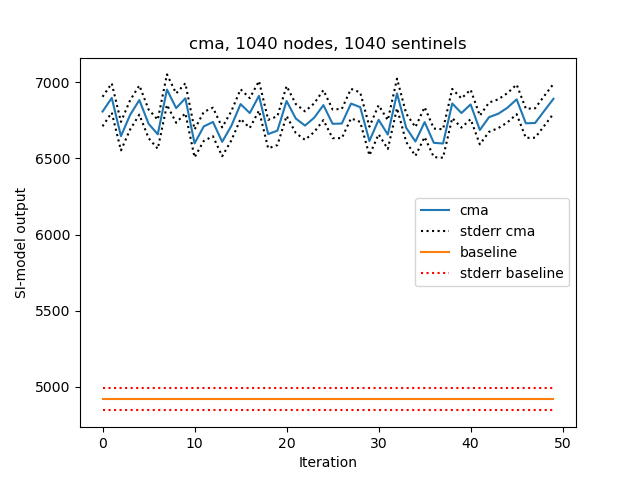 cma, 1040 nodes, 1040 sentinels
SI-model output
7000
6500
6000
5500
5000
cma
stderr cma
baseline
stderr baseline
0
10
20
30
40
50
Iteration